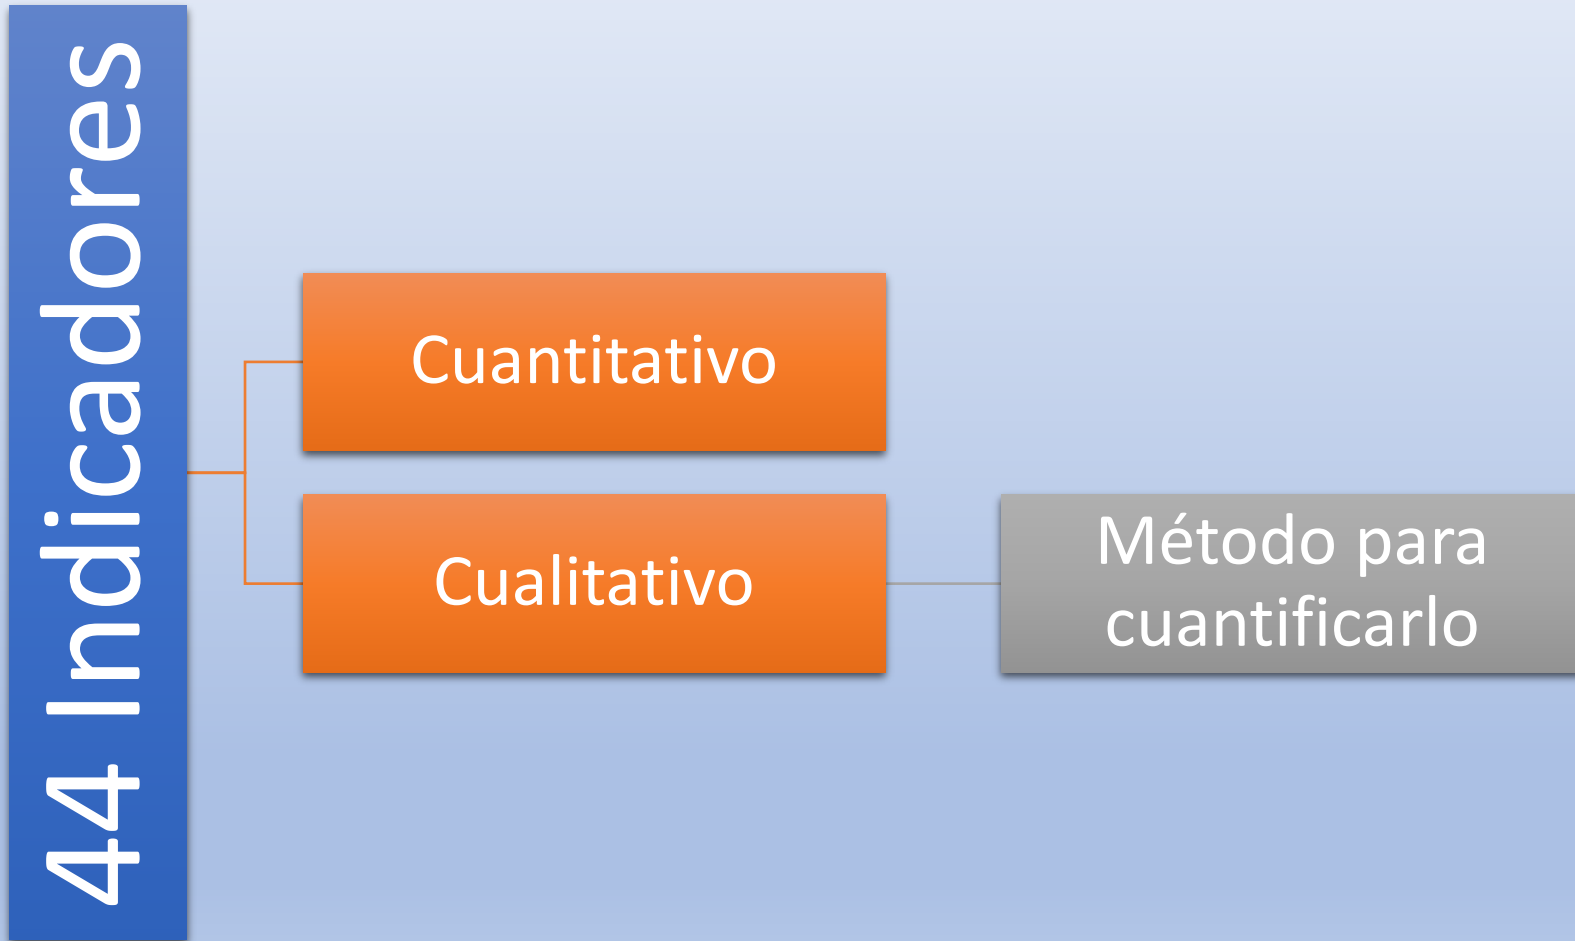 44 Indicadores
Cuantitativo
Cualitativo
Método para
cuantificarlo